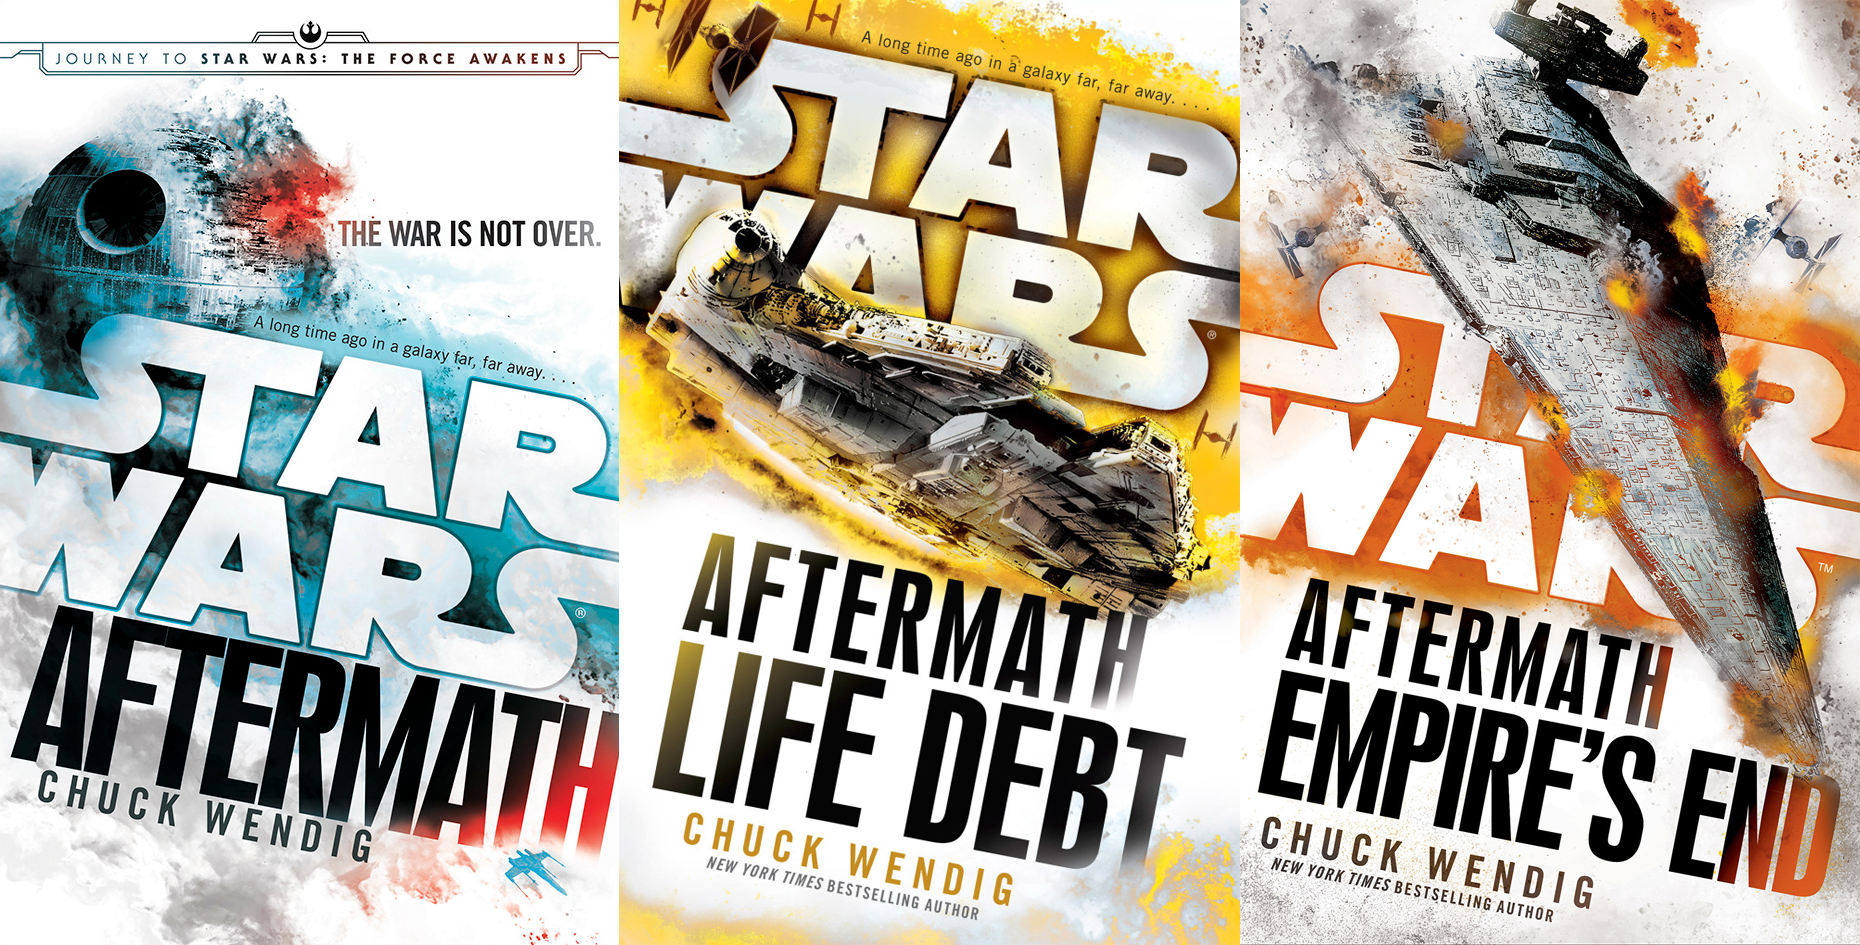 JOURNEY TO STAR WARS: THE FORCE AWAKENS
THE WAR IS NOT OVER.
A long time ago in a galaxy far, far away. . . .
STAR
WARS
®
AFTERMATH
CHUCK WENDIG
A long time ago in a galaxy far, far away. . . .
STAR
WARS
®
AFTERMATH
LIFE DEBT
CHUCK WENDIG
NEW YORK TIMES BESTSELLING AUTHOR
STAR
WARS
TM
AFTERMATH
EMPIRE'S END
CHUCK WENDIG
NEW YORK TIMES BESTSELLING AUTHOR